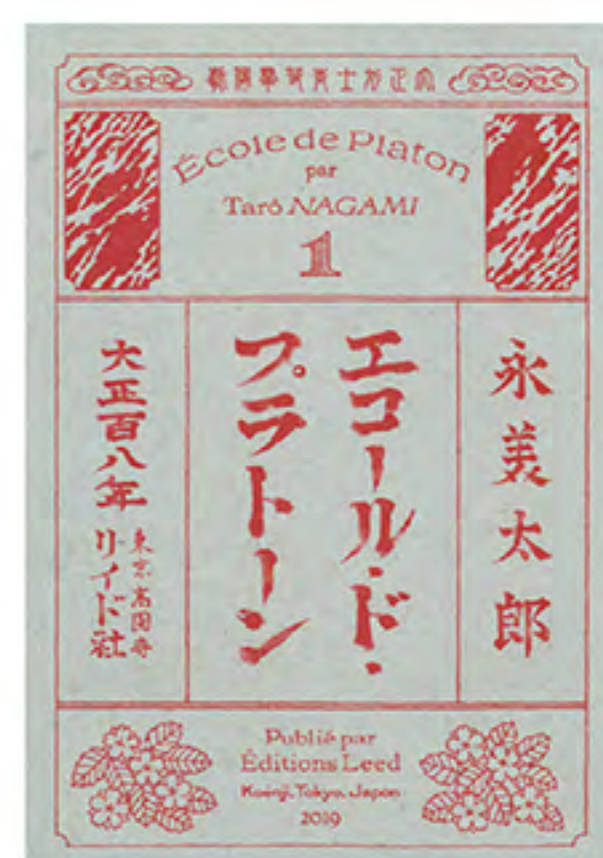 École de Platon
par
Tarô NAGAMI
1
永美太郎
エコール・ド・
プラトーン
大正百八年
東京高円寺
リイド社
Publié par
Éditions Leed
Koenji, Tokyo, Japon
2019